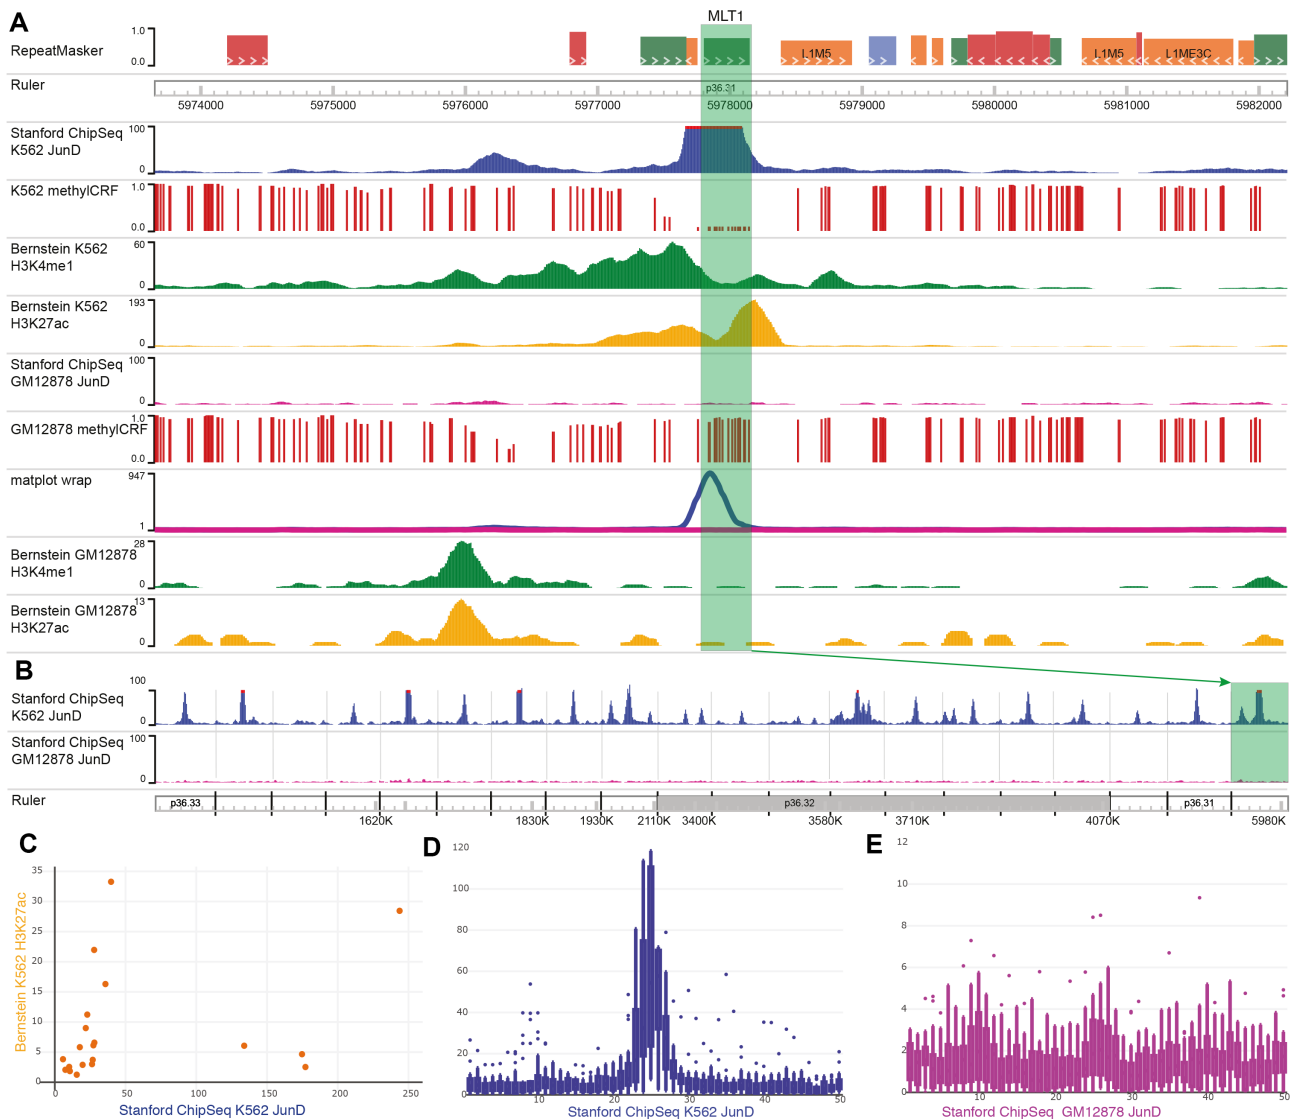 A
MLT1
RepeatMasker
1.0
0.0
L1M5
L1M5
L1ME3C
Ruler
p36.31
5974000
5975000
5976000
5977000
5978000
5979000
5980000
5981000
5982000
Stanford ChipSeq
K562 JunD
100
0
K562 methylCRF
1.0
0.0
Bernstein K562
H3K4me1
60
0
Bernstein K562
H3K27ac
193
0
Stanford ChipSeq
GM12878 JunD
100
0
GM12878 methylCRF
1.0
0.0
matplot wrap
947
1
Bernstein GM12878
H3K4me1
28
0
Bernstein GM12878
H3K27ac
13
0
B
Stanford ChipSeq
K562 JunD
100
0
Stanford ChipSeq
GM12878 JunD
100
0
Ruler
p36.33
p36.32
p36.31
1620K
1830K
1930K
2110K
3400K
3580K
3710K
4070K
5980K
C
35
30
25
20
15
10
5
0
0
50
100
150
200
250
Bernstein K562 H3K27ac
Stanford ChipSeq K562 JunD
D
120
100
80
60
40
20
0
10
20
30
40
50
Stanford ChipSeq K562 JunD
E
12
10
8
6
4
2
0
10
20
30
40
50
Stanford ChipSeq GM12878 JunD